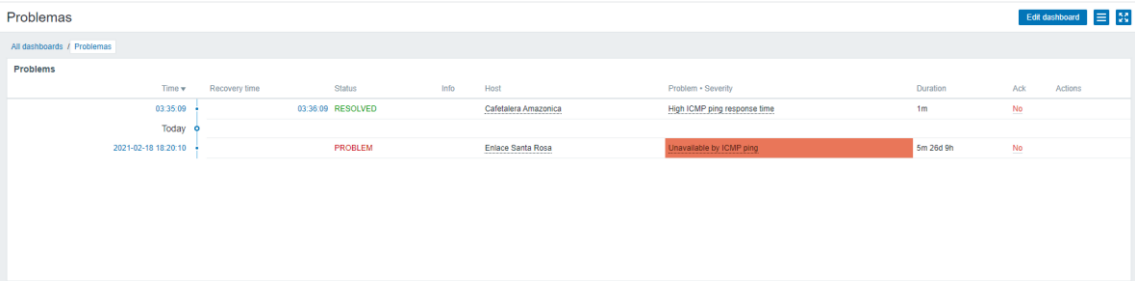 Problemas
Edit dashboard
All dashboards / Problemas
Problems
Time Recovery time Status Info Host Problem • Severity Duration Ack Actions
03:35:09 03:36:09 RESOLVED Cafetalera Amazonica High ICMP ping response time 1m No
Today
2021-02-18 18:20:10 PROBLEM Enlace Santa Rosa Unavailable by ICMP ping 5m 26d 9h No